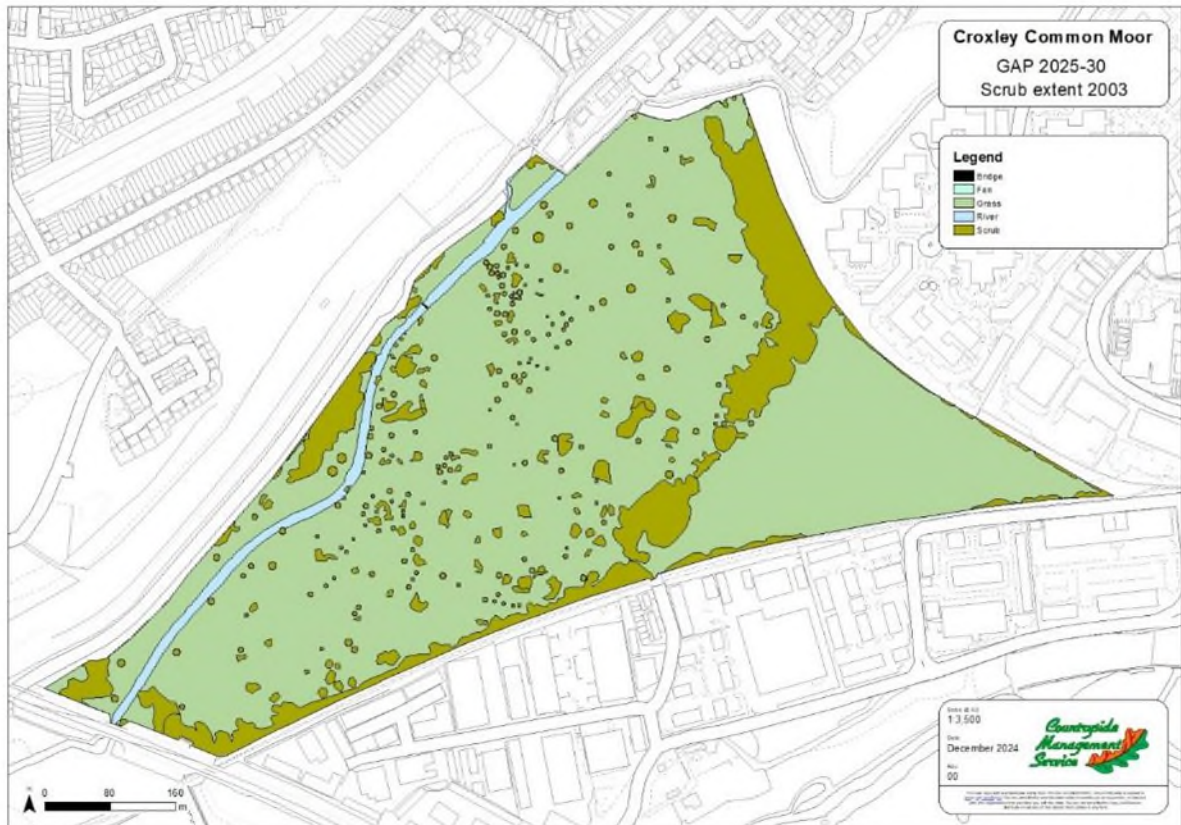 Croxley Common Moor
GAP 2025-30
Scrub extent 2003
Legend
Bridge
Fen
Grass
River
Scrub
1:3,500
December 2024
00
Countryside
Management
Service
N
0 80 160
m